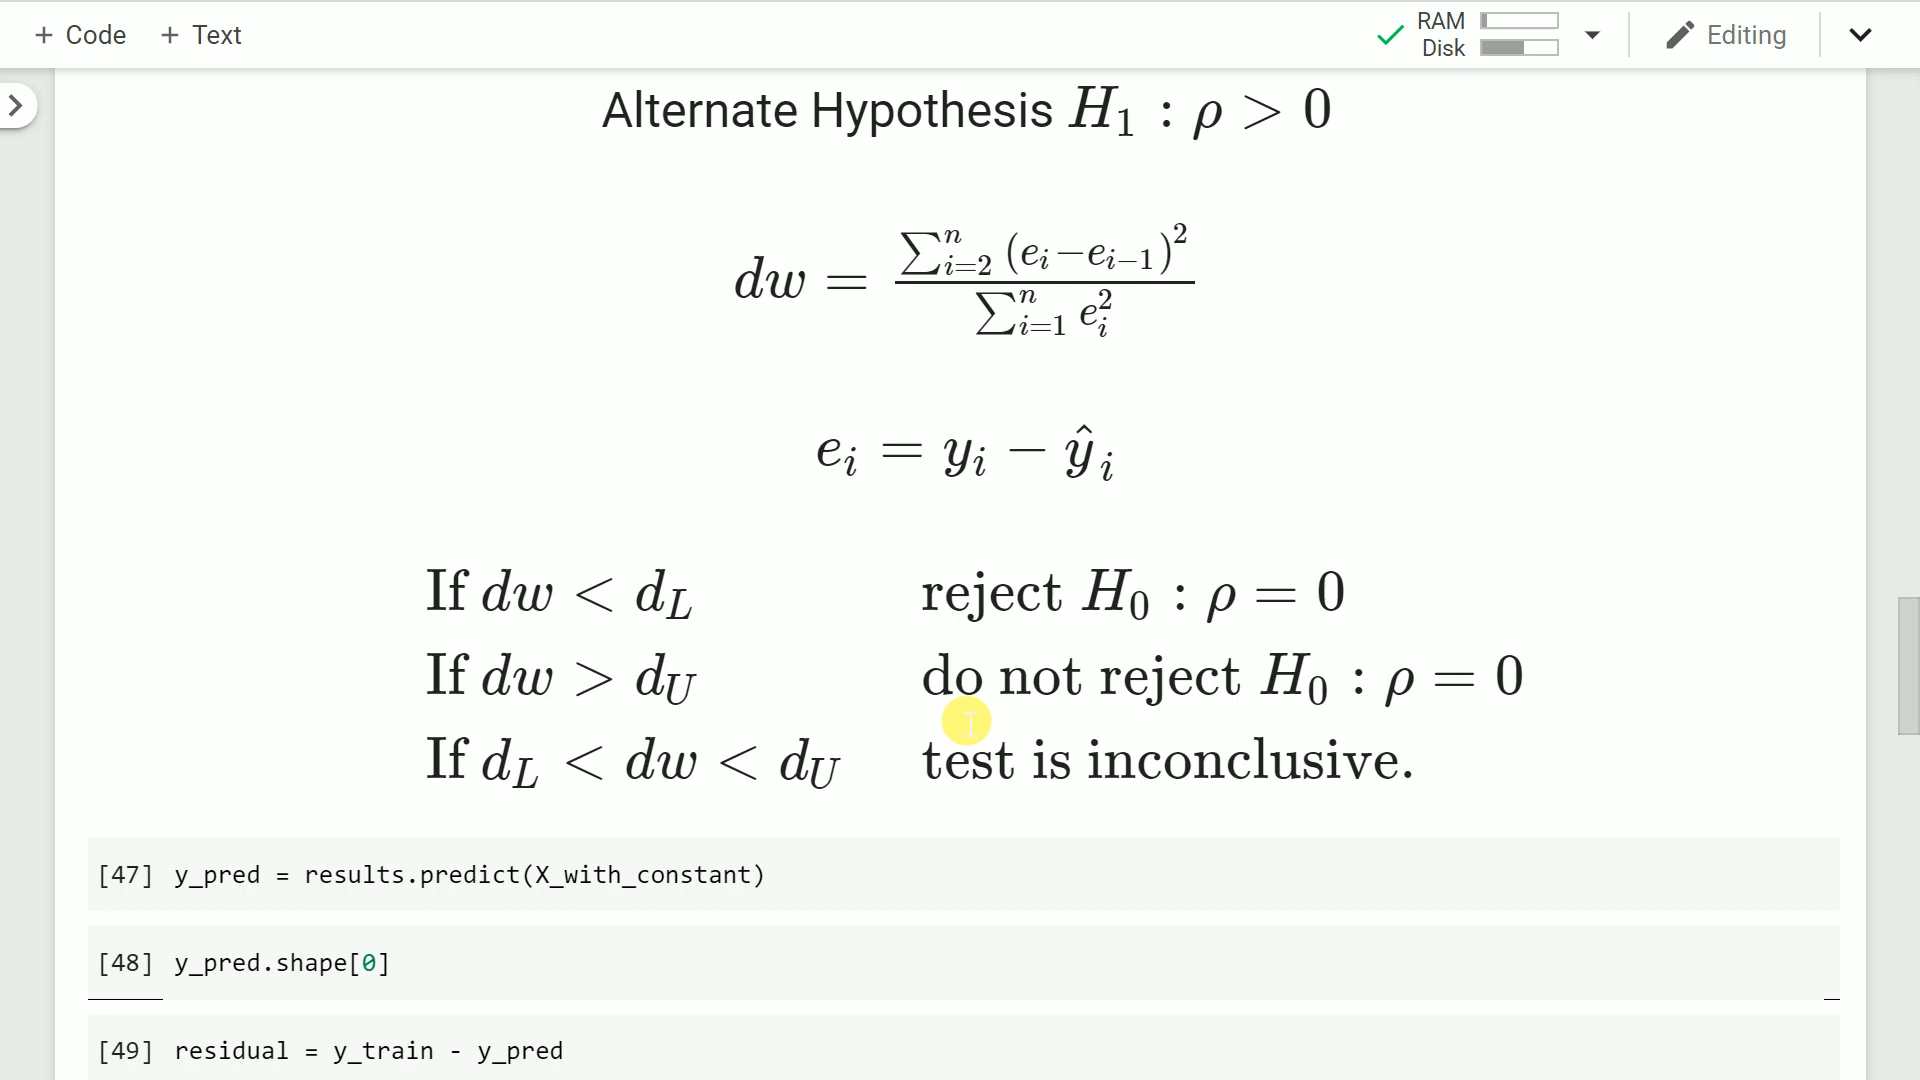 + Code + Text
RAM
Disk
Editing
Alternate Hypothesis H₁ : ρ > 0
dw = ∑ⁿᵢ₌₂ (eᵢ−eᵢ₋₁)² / ∑ⁿᵢ₌₁ eᵢ²
eᵢ = yᵢ − ŷᵢ
If dw < d_L reject H₀ : ρ = 0
If dw > d_U do not reject H₀ : ρ = 0
If d_L < dw < d_U test is inconclusive.
[47] y_pred = results.predict(X_with_constant)
[48] y_pred.shape[0]
[49] residual = y_train - y_pred